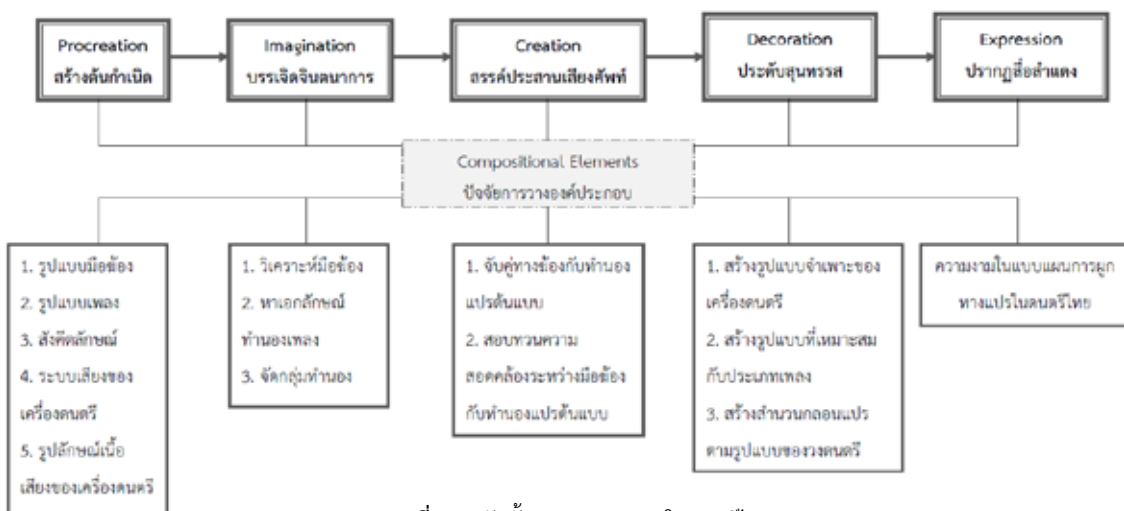 Procreation
สร้างต้นกำเนิด
Imagination
บรรเจิดจินตนาการ
Creation
สรรค์ประสานเสียงศัพท์
Decoration
ประดับสุนทรรส
Expression
ปรากฏสื่อสำแดง
Compositional Elements
ปัจจัยการวางองค์ประกอบ
1. รูปแบบมือฆ้อง
2. รูปแบบเพลง
3. สังคีตลักษณ์
4. ระบบเสียงของ
เครื่องดนตรี
5. รูปลักษณ์เนื้อ
เสียงของเครื่องดนตรี
1. วิเคราะห์มือฆ้อง
2. หาเอกลักษณ์
ทำนองเพลง
3. จัดกลุ่มทำนอง
1. จับคู่ทางฆ้องกับทำนอง
แปรต้นแบบ
2. สอบทวนความ
สอดคล้องระหว่างมือฆ้อง
กับทำนองแปรต้นแบบ
1. สร้างรูปแบบจำเพาะของ
เครื่องดนตรี
2. สร้างรูปแบบที่เหมาะสม
กับประเภทเพลง
3. สร้างสำนวนกลอนแปร
ตามรูปแบบของวงดนตรี
ความงามในแบบแผนการผูก
ทางแปรในดนตรีไทย